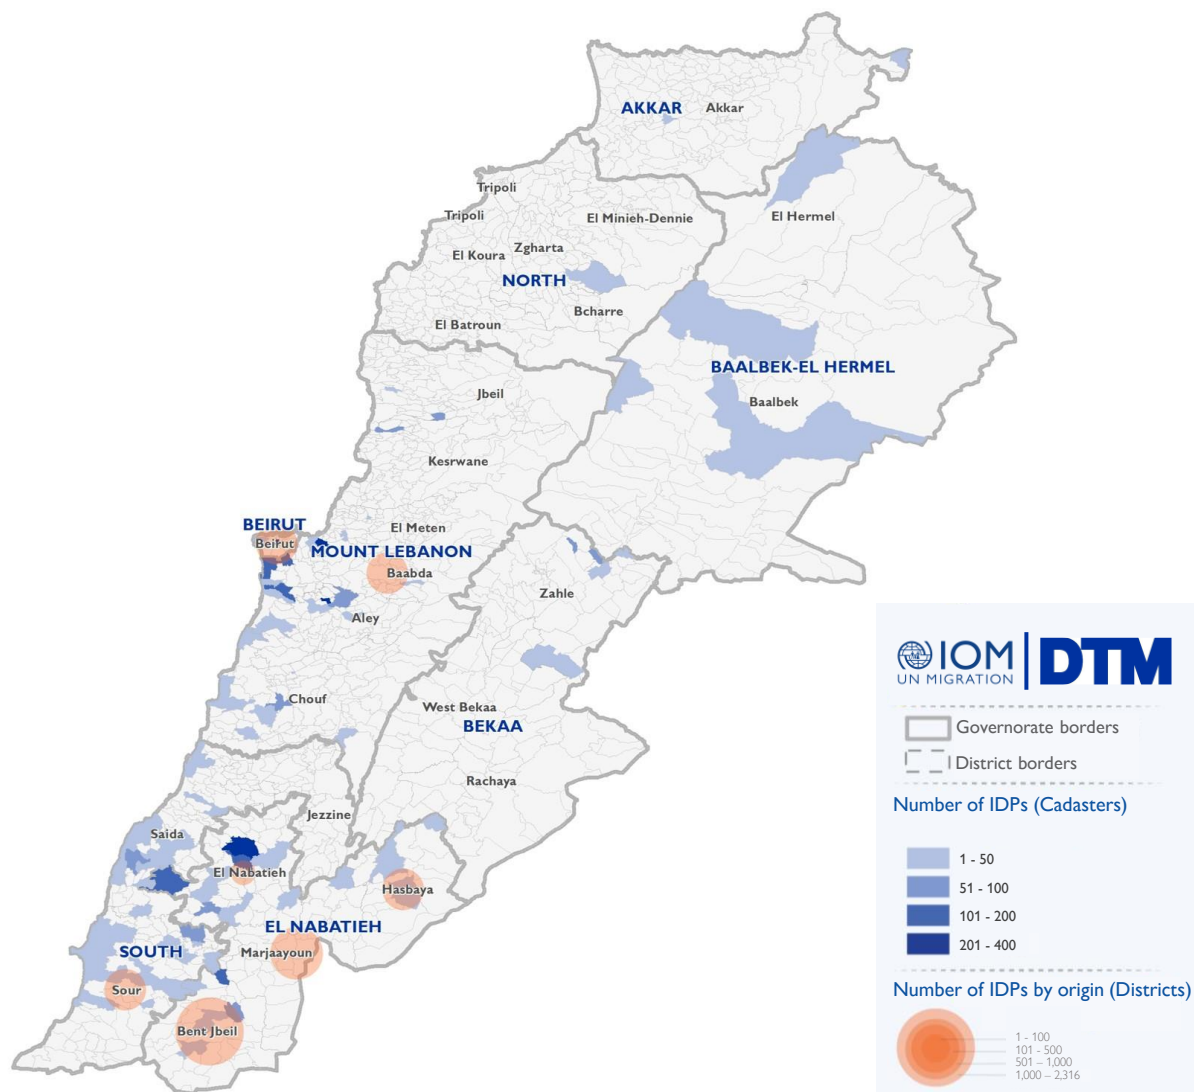 AKKAR
Akkar
Tripoli
El Hermel
Tripoli
El Minieh-Dennie
Zgharta
El Koura
NORTH
Bcharre
El Batroun
BAALBEK-EL HERMEL
Jbeil
Baalbek
Kesrwane
BEIRUT
El Meten
Beirut
MOUNT LEBANON
Baabda
Zahle
Aley
Chouf
West Bekaa
BEKAA
Rachaya
Jezzine
Saida
El Nabatieh
Hasbaya
EL NABATIEH
SOUTH
Marjaayoun
Sour
Bent Jbeil
IOM
UN MIGRATION
DTM
Governorate borders
District borders
Number of IDPs (Cadasters)
1 - 50
51 - 100
101 - 200
201 - 400
Number of IDPs by origin (Districts)
1 - 100
101 - 500
501 – 1,000
1,000 – 2,316